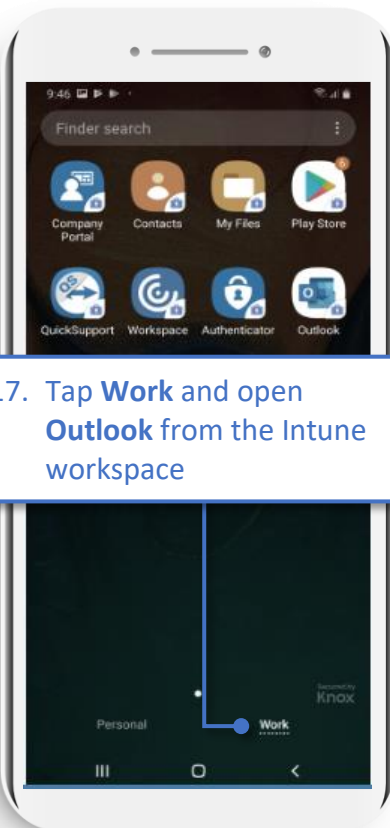 9:46
Finder search
Company Portal
Contacts
My Files
Play Store
QuickSupport
Workspace
Authenticator
Outlook
7. Tap Work and open
Outlook from the Intune
workspace
Secured by
Knox
Personal
Work